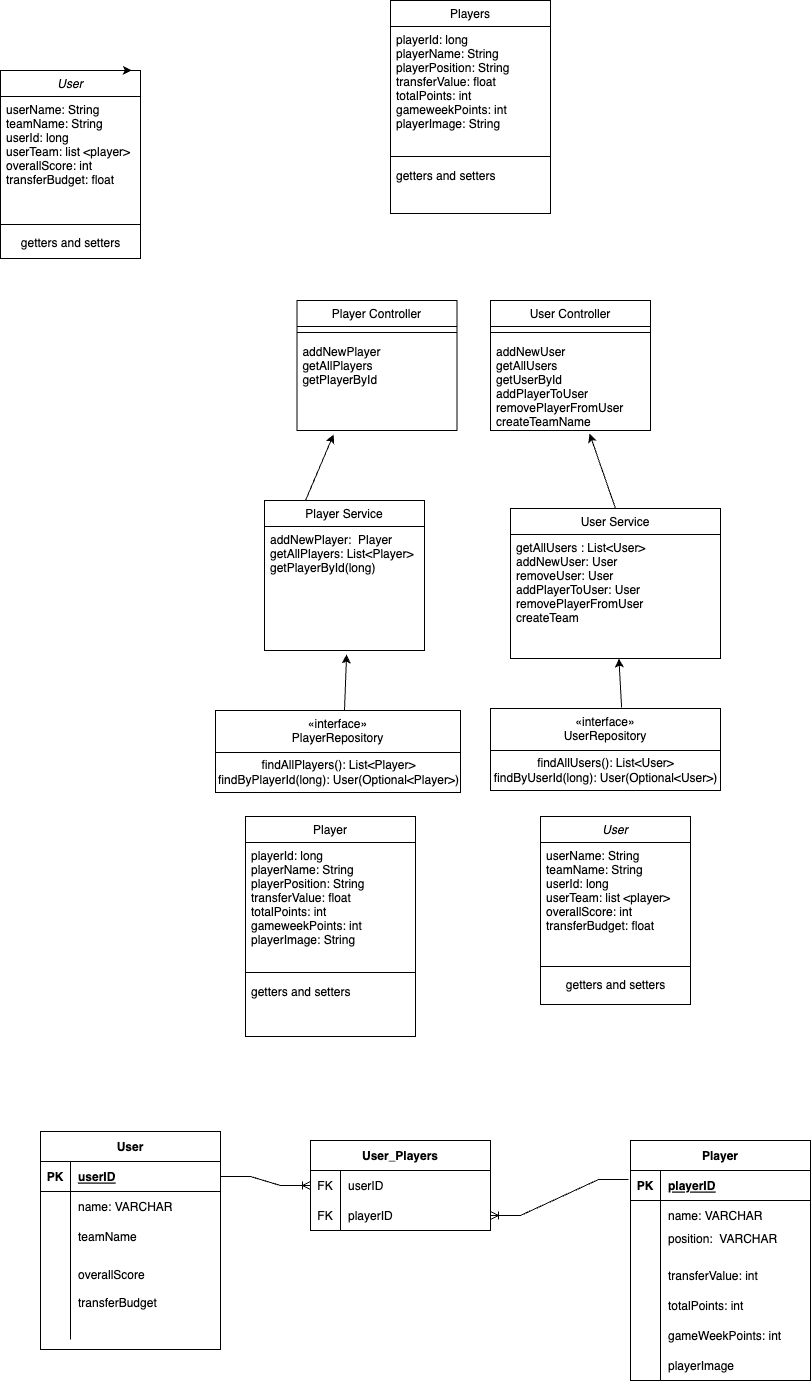 Players
playerId: long
playerName: String
playerPosition: String
transferValue: float
totalPoints: int
gameweekPoints: int
playerImage: String
getters and setters
User
userName: String
teamName: String
userId: long
userTeam: list <player>
overallScore: int
transferBudget: float
getters and setters
Player Controller
addNewPlayer
getAllPlayers
getPlayerById
User Controller
addNewUser
getAllUsers
getUserById
addPlayerToUser
removePlayerFromUser
createTeamName
Player Service
addNewPlayer:  Player
getAllPlayers: List<Player>
getPlayerById(long)
User Service
getAllUsers : List<User>
addNewUser: User
removeUser: User
addPlayerToUser: User
removePlayerFromUser
createTeam
«interface»
PlayerRepository
findAllPlayers(): List<Player>
findByPlayerId(long): User(Optional<Player>)
«interface»
UserRepository
findAllUsers(): List<User>
findByUserId(long): User(Optional<User>)
Player
playerId: long
playerName: String
playerPosition: String
transferValue: float
totalPoints: int
gameweekPoints: int
playerImage: String
getters and setters
User
userName: String
teamName: String
userId: long
userTeam: list <player>
overallScore: int
transferBudget: float
getters and setters
User
PK userID
name: VARCHAR
teamName
overallScore
transferBudget
User_Players
FK userID
FK playerID
Player
PK playerID
name: VARCHAR
position:  VARCHAR
transferValue: int
totalPoints: int
gameWeekPoints: int
playerImage